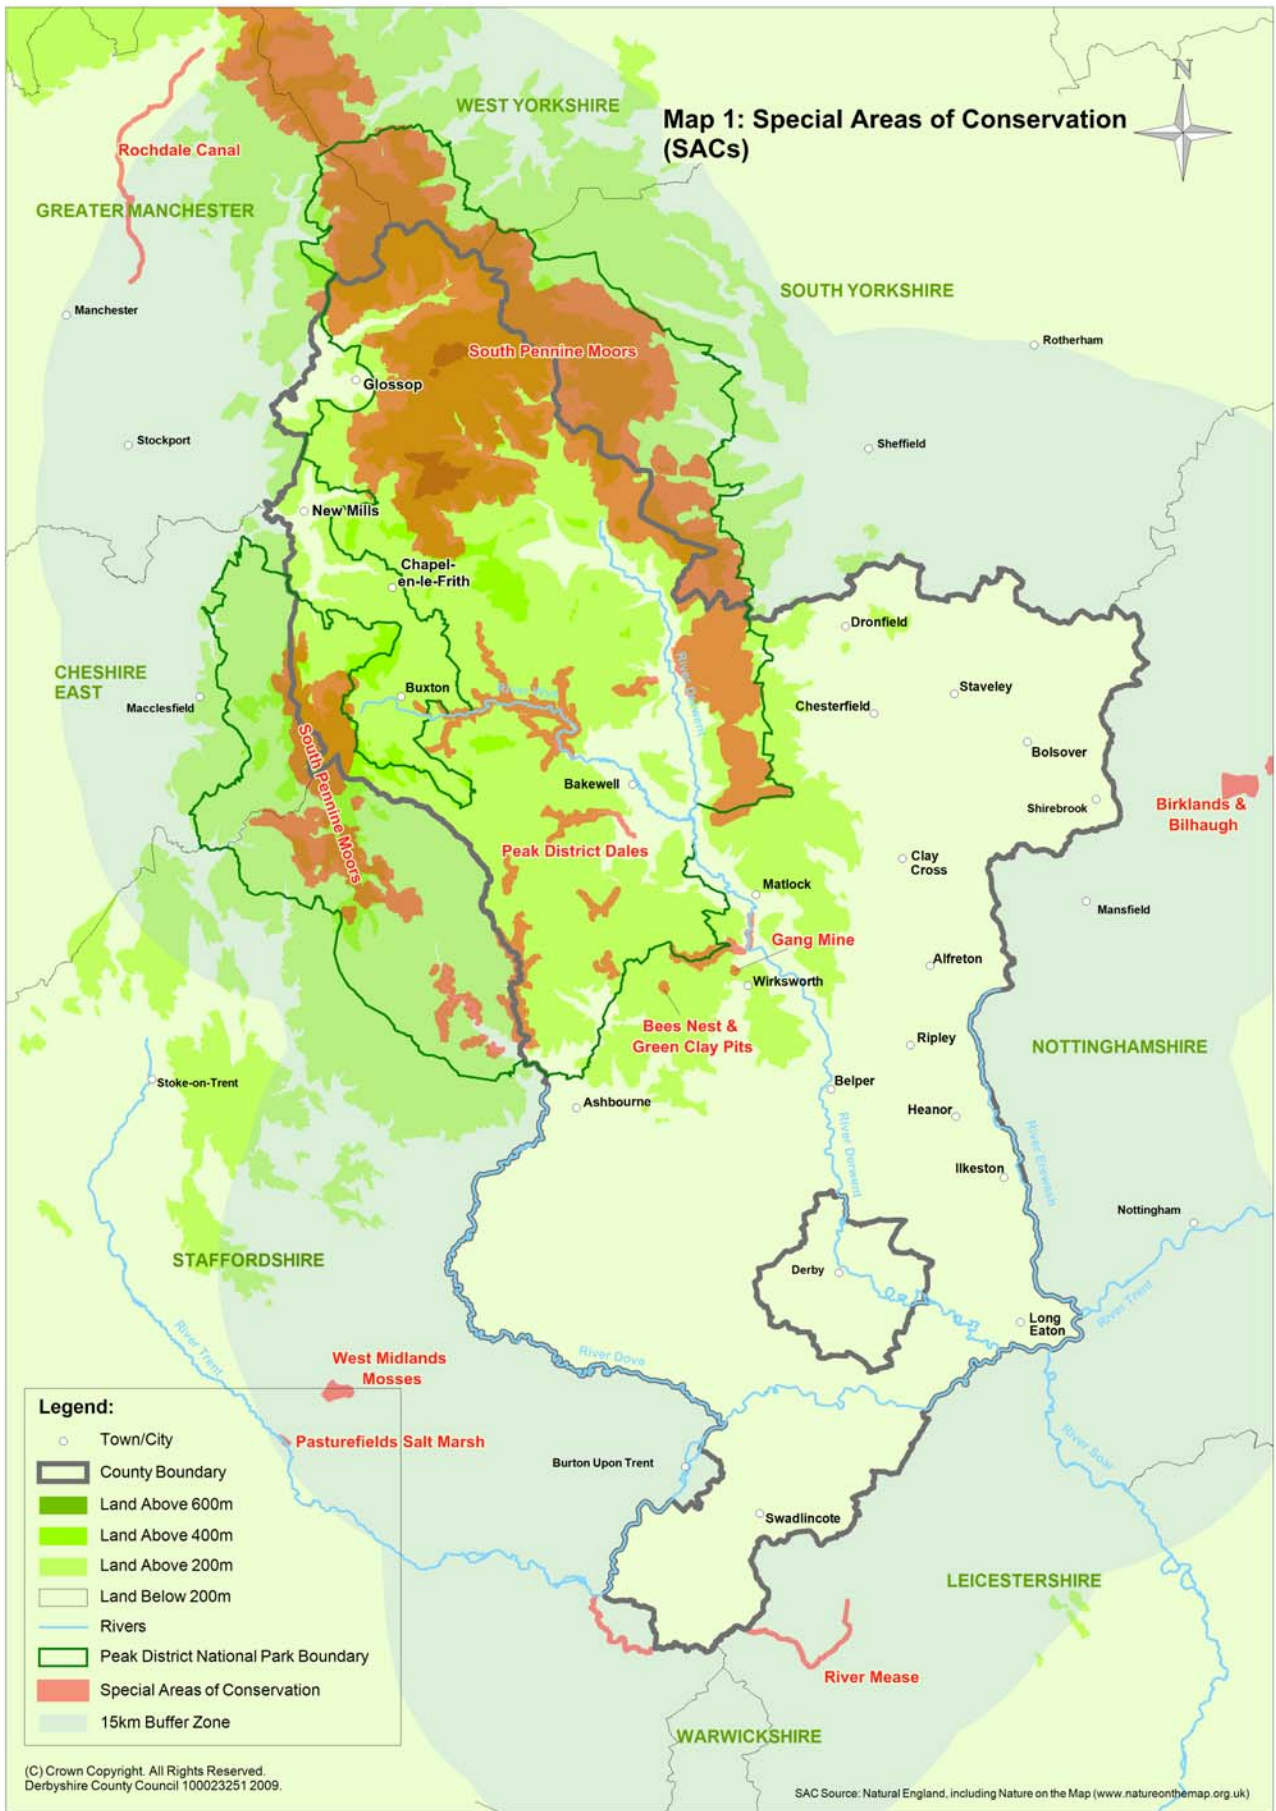 N
Map 1: Special Areas of Conservation
(SACs)
WEST YORKSHIRE
Rochdale Canal
GREATER MANCHESTER
SOUTH YORKSHIRE
Manchester
Rotherham
South Pennine Moors
Glossop
Stockport
Sheffield
New Mills
Chapel-
en-le-Frith
Dronfield
CHESHIRE
EAST
Macclesfield
Buxton
River Wye
River Derwent
Staveley
Chesterfield
Bolsover
South Pennine Moors
Bakewell
Shirebrook
Birklands &
Bilhaugh
Peak District Dales
Clay
Cross
Matlock
Mansfield
Gang Mine
Alfreton
Wirksworth
Bees Nest &
Green Clay Pits
Ripley
NOTTINGHAMSHIRE
Stoke-on-Trent
Belper
Ashbourne
Heanor
River Derwent
River Erewash
Ilkeston
Nottingham
STAFFORDSHIRE
Derby
River Trent
Long
Eaton
River Trent
River Dove
West Midlands
Mosses
Pasturefields Salt Marsh
River Soar
Burton Upon Trent
Swadlincote
LEICESTERSHIRE
River Mease
WARWICKSHIRE
Legend:
Town/City
County Boundary
Land Above 600m
Land Above 400m
Land Above 200m
Land Below 200m
Rivers
Peak District National Park Boundary
Special Areas of Conservation
15km Buffer Zone
(C) Crown Copyright. All Rights Reserved.
Derbyshire County Council 100023251 2009.
SAC Source: Natural England, including Nature on the Map (www.natureonthemap.org.uk)